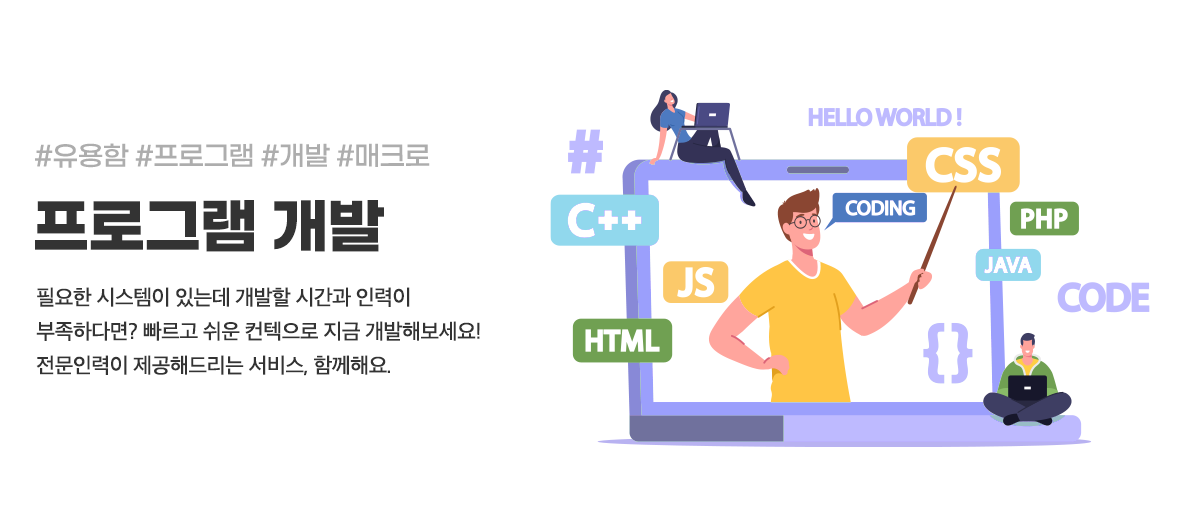 #유용함 #프로그램 #개발 #매크로
프로그램 개발
필요한 시스템이 있는데 개발할 시간과 인력이
부족하다면? 빠르고 쉬운 컨텍으로 지금 개발해보세요!
전문인력이 제공해드리는 서비스, 함께해요.
HELLO WORLD !
#
CSS
C++
CODING
PHP
JS
JAVA
CODE
HTML
{}